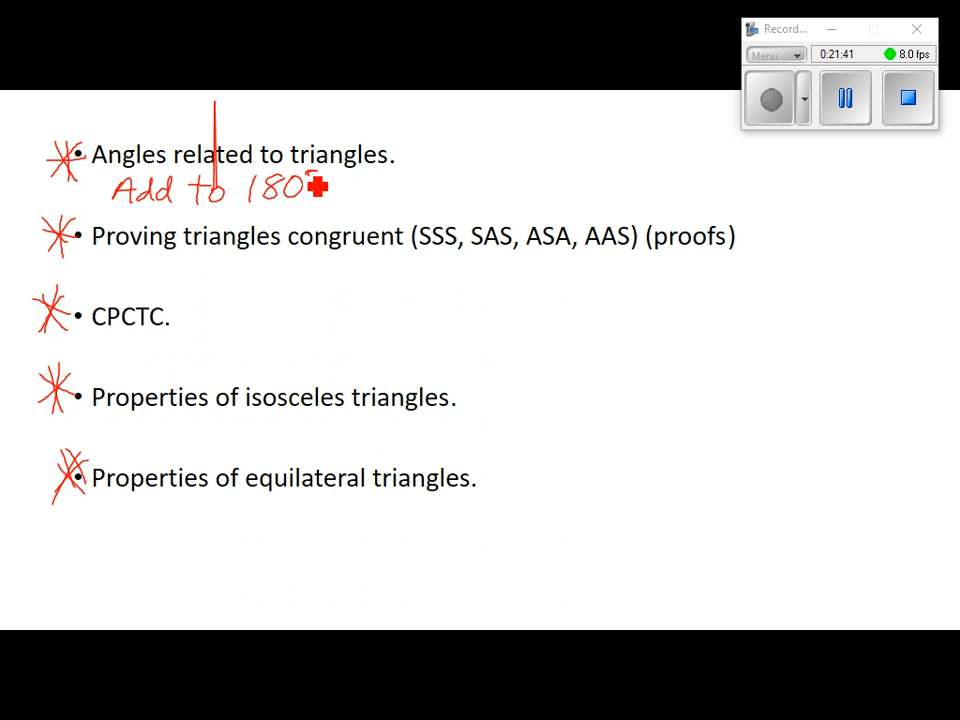 Record...
Menu
0:21:41
8.0 fps
• Angles related to triangles.
Add to 180°
• Proving triangles congruent (SSS, SAS, ASA, AAS) (proofs)
• CPCTC.
• Properties of isosceles triangles.
• Properties of equilateral triangles.